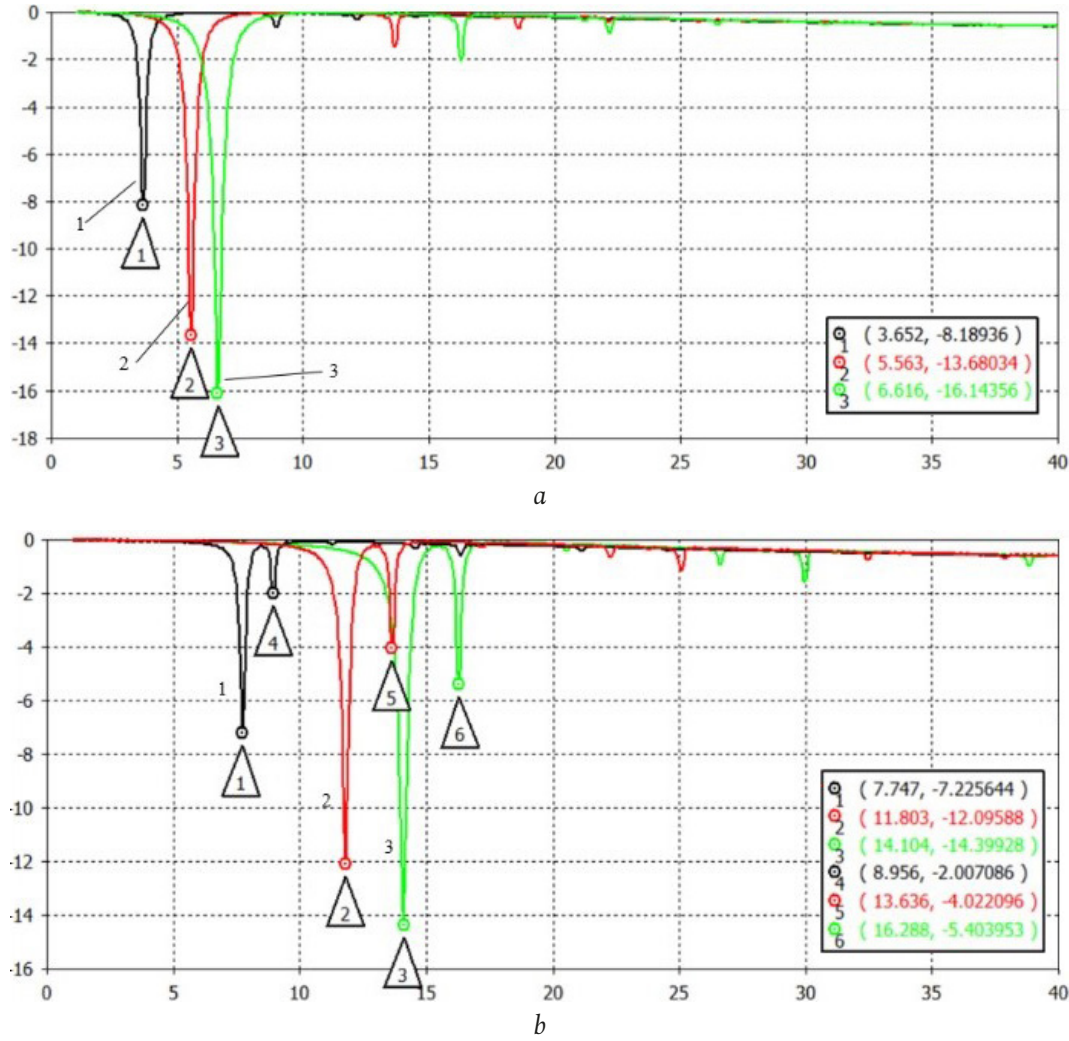 0
-2
-4
-6
-8
-10
-12
-14
-16
-18
1
1
2
2
3
3
1 ( 3.652, -8.18936 )
2 ( 5.563, -13.68034 )
3 ( 6.616, -16.14356 )
0 5 10 15 20 25 30 35 40
a
0
-2
-4
-6
-8
-10
-12
-14
-16
4
5
6
1
1
2
2
3
3
1 ( 7.747, -7.225644 )
2 ( 11.803, -12.09588 )
3 ( 14.104, -14.39928 )
4 ( 8.956, -2.007086 )
5 ( 13.636, -4.022096 )
6 ( 16.288, -5.403953 )
0 5 10 15 20 25 30 35 40
b